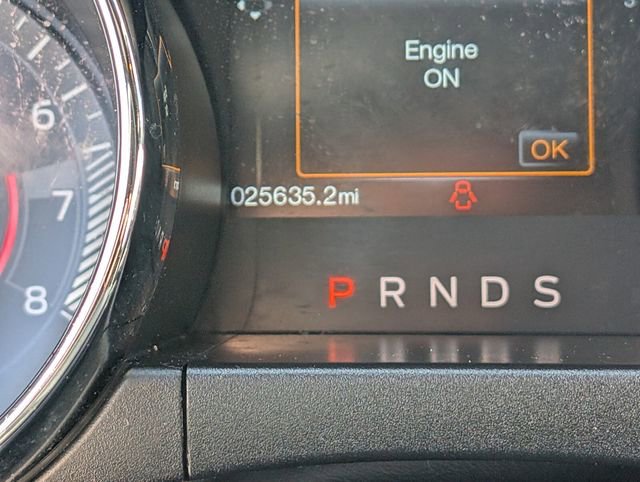 Engine
ON
OK
025635.2mi
6
7
8
P R N D S